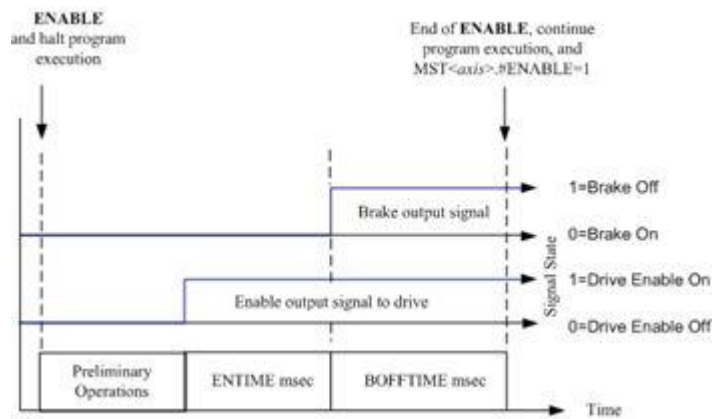 ENABLE
and halt program
execution
End of ENABLE, continue
program execution, and
MST<axis>.#ENABLE=1
1=Brake Off
Brake output signal
0=Brake On
Signal State
1=Drive Enable On
Enable output signal to drive
0=Drive Enable Off
Preliminary
Operations
ENTIME msec
BOFFTIME msec
Time